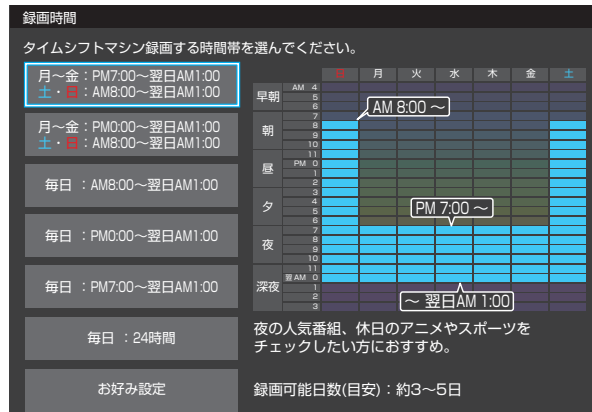 録画時間
タイムシフトマシン録画する時間帯を選んでください。
月～金：PM7:00～翌日AM1:00
土・日：AM8:00～翌日AM1:00
月～金：PM0:00～翌日AM1:00
土・日：AM8:00～翌日AM1:00
毎日 ：AM8:00～翌日AM1:00
毎日 ：PM0:00～翌日AM1:00
毎日 ：PM7:00～翌日AM1:00
毎日 ：24時間
お好み設定
日 月 火 水 木 金 土
早朝
AM 4
5
6
朝
7
8
9
10
昼
11
PM 0
1
2
夕
3
4
5
6
夜
7
8
9
10
深夜
11
翌AM 0
1
2
3
AM 8:00 ～
PM 7:00 ～
～ 翌日AM 1:00
夜の人気番組、休日のアニメやスポーツを
チェックしたい方におすすめ。
録画可能日数(目安)：約3～5日